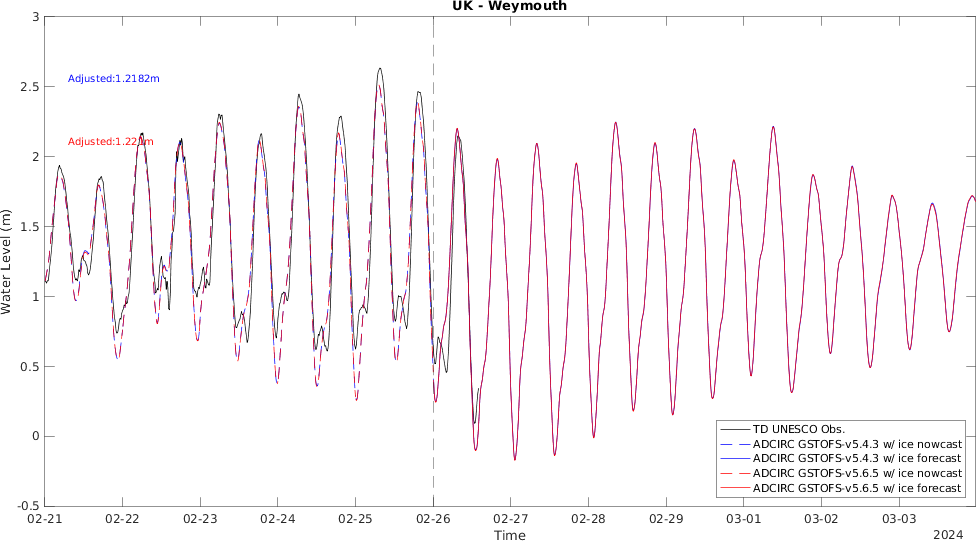 UK - Weymouth
3
2.5
2
1.5
1
0.5
0
-0.5
Water Level (m)
Adjusted:1.2182m
02-21
02-22
02-23
02-24
02-25
02-26
02-27
02-28
02-29
03-01
03-02
03-03
Time
2024
TD UNESCO Obs.
ADCIRC GSTOFS-v5.4.3 w/ ice nowcast
ADCIRC GSTOFS-v5.4.3 w/ ice forecast
ADCIRC GSTOFS-v5.6.5 w/ ice nowcast
ADCIRC GSTOFS-v5.6.5 w/ ice forecast